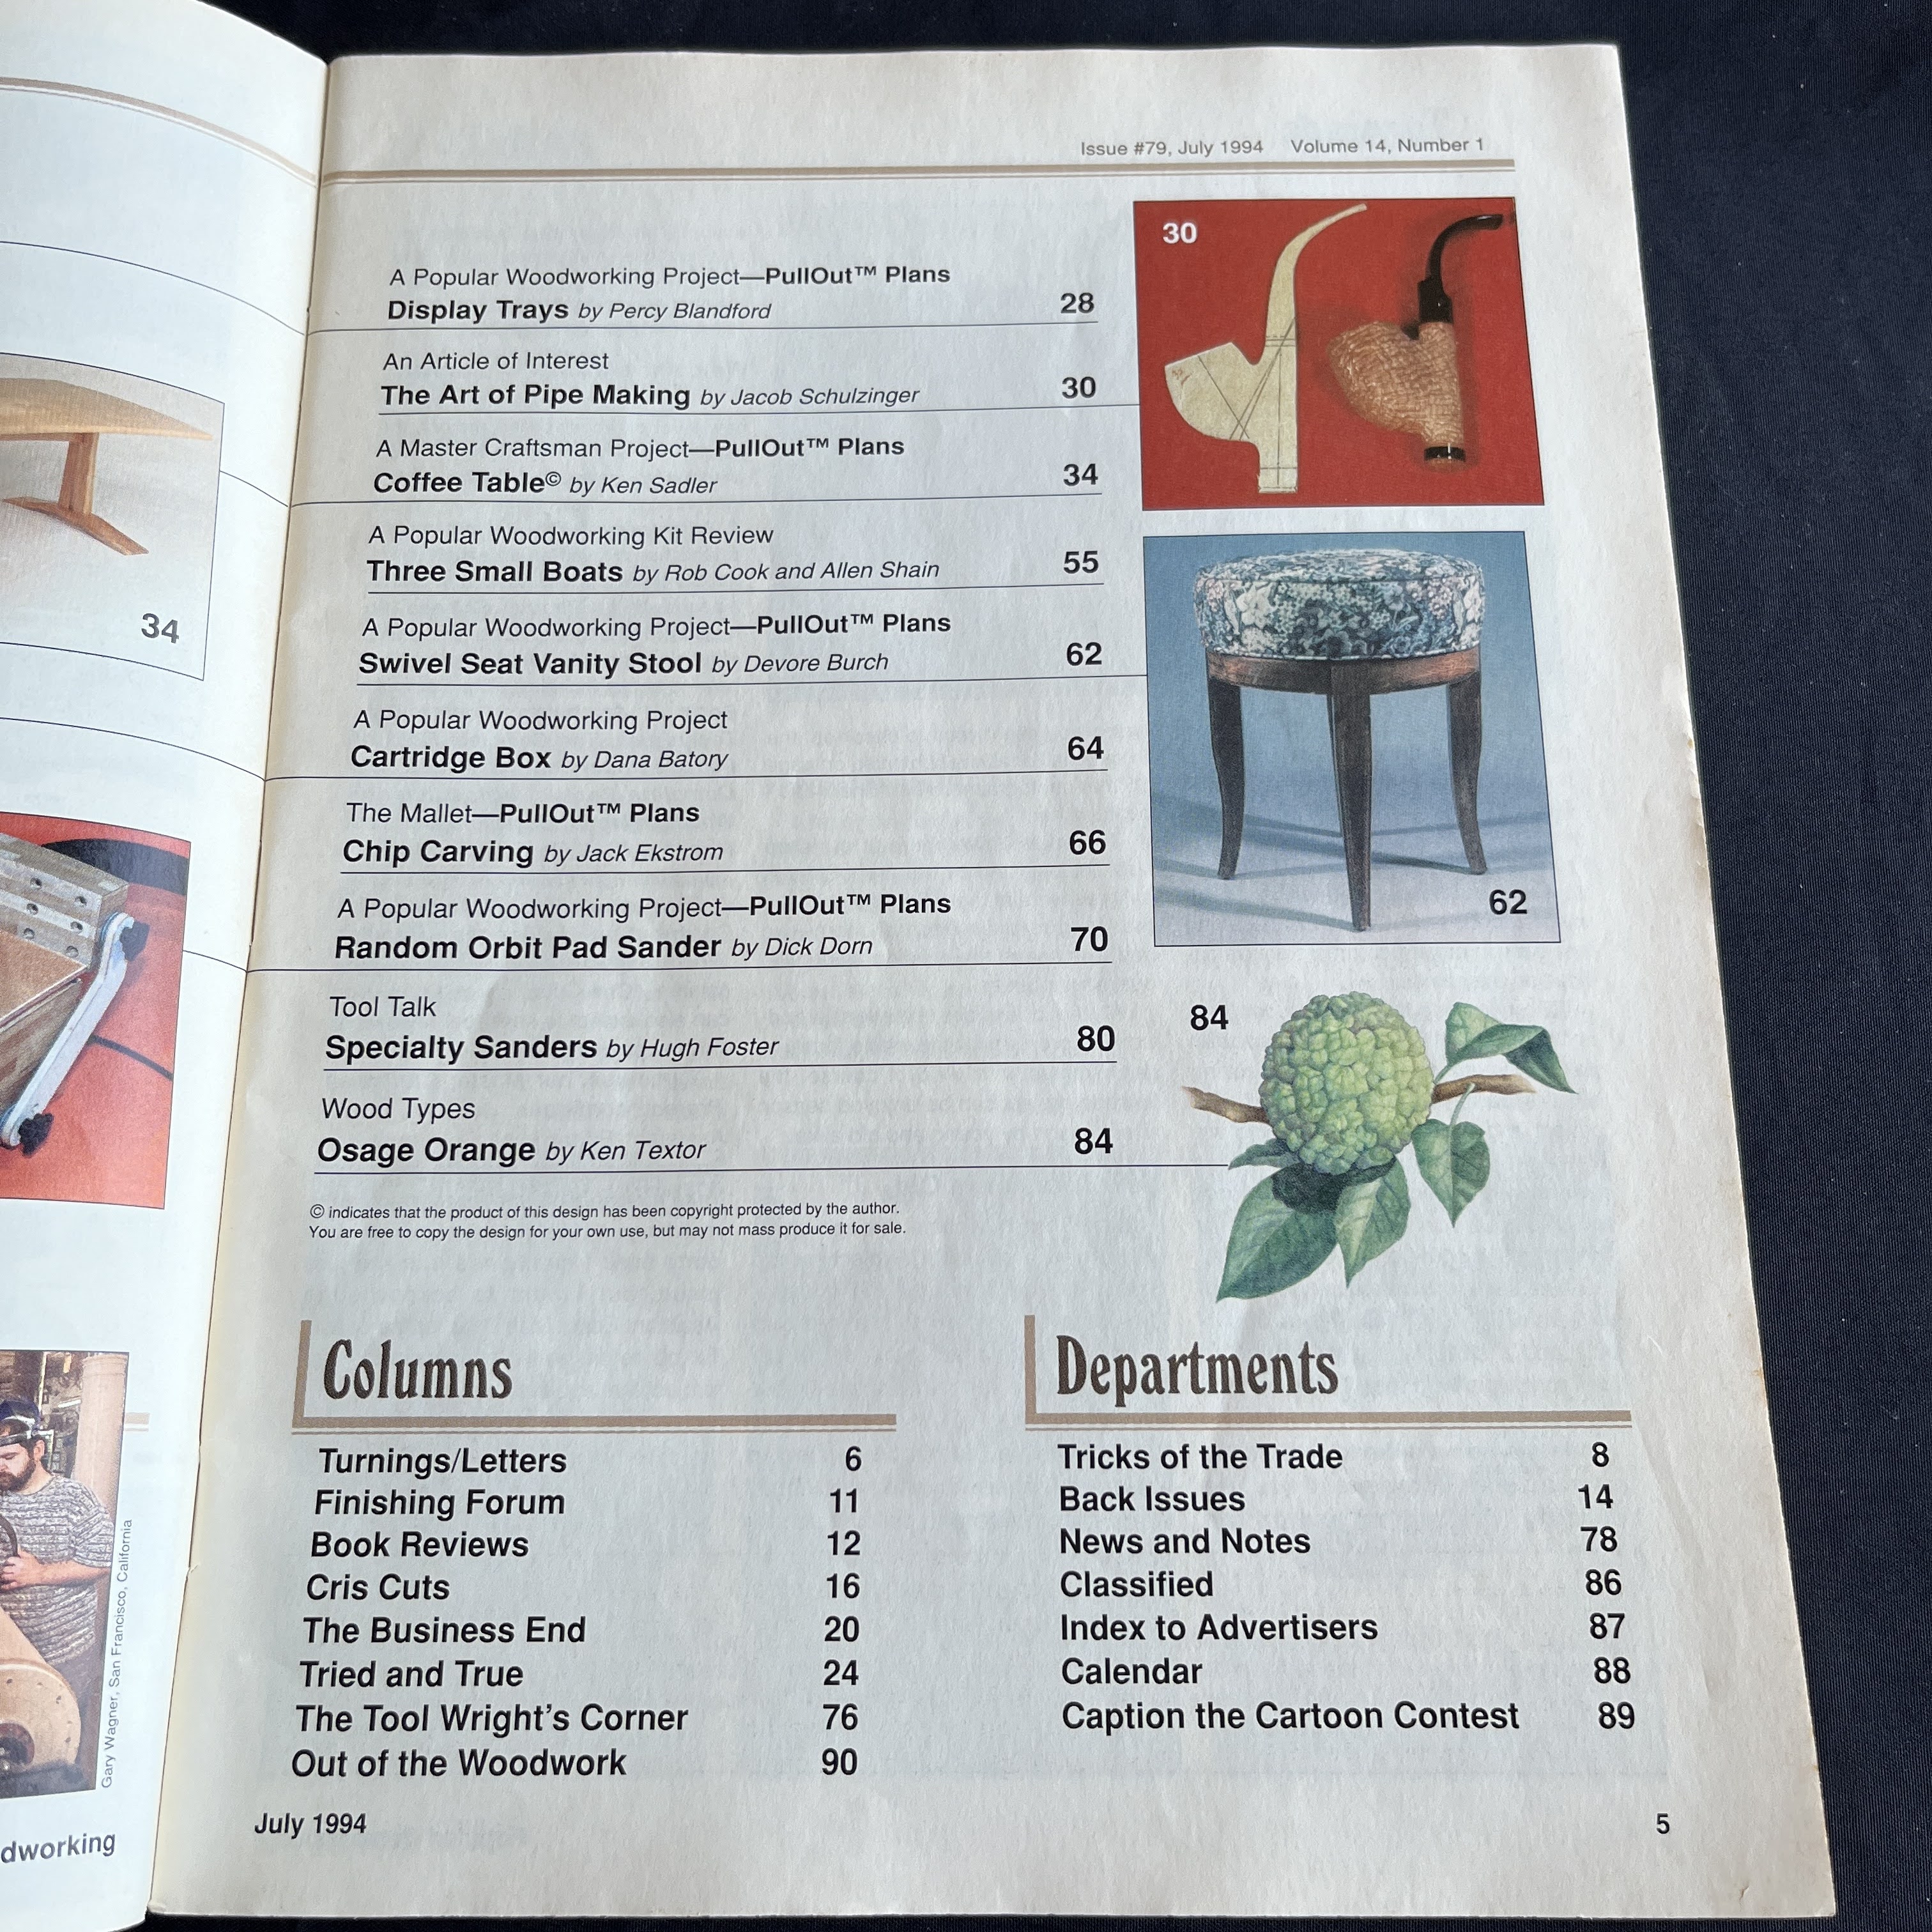 34
Gary Wagner, San Francisco, California
dworking
Issue #79, July 1994 Volume 14, Number 1
A Popular Woodworking Project—PullOut™ Plans
Display Trays by Percy Blandford 28
An Article of Interest
The Art of Pipe Making by Jacob Schulzinger 30
A Master Craftsman Project—PullOut™ Plans
Coffee Table© by Ken Sadler 34
A Popular Woodworking Kit Review
Three Small Boats by Rob Cook and Allen Shain 55
A Popular Woodworking Project—PullOut™ Plans
Swivel Seat Vanity Stool by Devore Burch 62
A Popular Woodworking Project
Cartridge Box by Dana Batory 64
The Mallet—PullOut™ Plans
Chip Carving by Jack Ekstrom 66
A Popular Woodworking Project—PullOut™ Plans
Random Orbit Pad Sander by Dick Dorn 70
Tool Talk
Specialty Sanders by Hugh Foster 80
Wood Types
Osage Orange by Ken Textor 84
© indicates that the product of this design has been copyright protected by the author.
You are free to copy the design for your own use, but may not mass produce it for sale.
30
62
84
Columns
Turnings/Letters 6
Finishing Forum 11
Book Reviews 12
Cris Cuts 16
The Business End 20
Tried and True 24
The Tool Wright's Corner 76
Out of the Woodwork 90
Departments
Tricks of the Trade 8
Back Issues 14
News and Notes 78
Classified 86
Index to Advertisers 87
Calendar 88
Caption the Cartoon Contest 89
July 1994 5